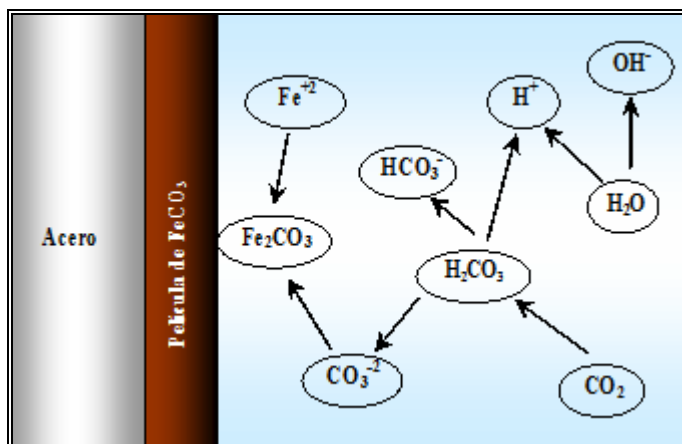 Acero
Película de FeCO₃
Fe⁺²
H⁺
OH⁻
HCO₃⁻
H₂O
Fe₂CO₃
H₂CO₃
CO₃⁻²
CO₂